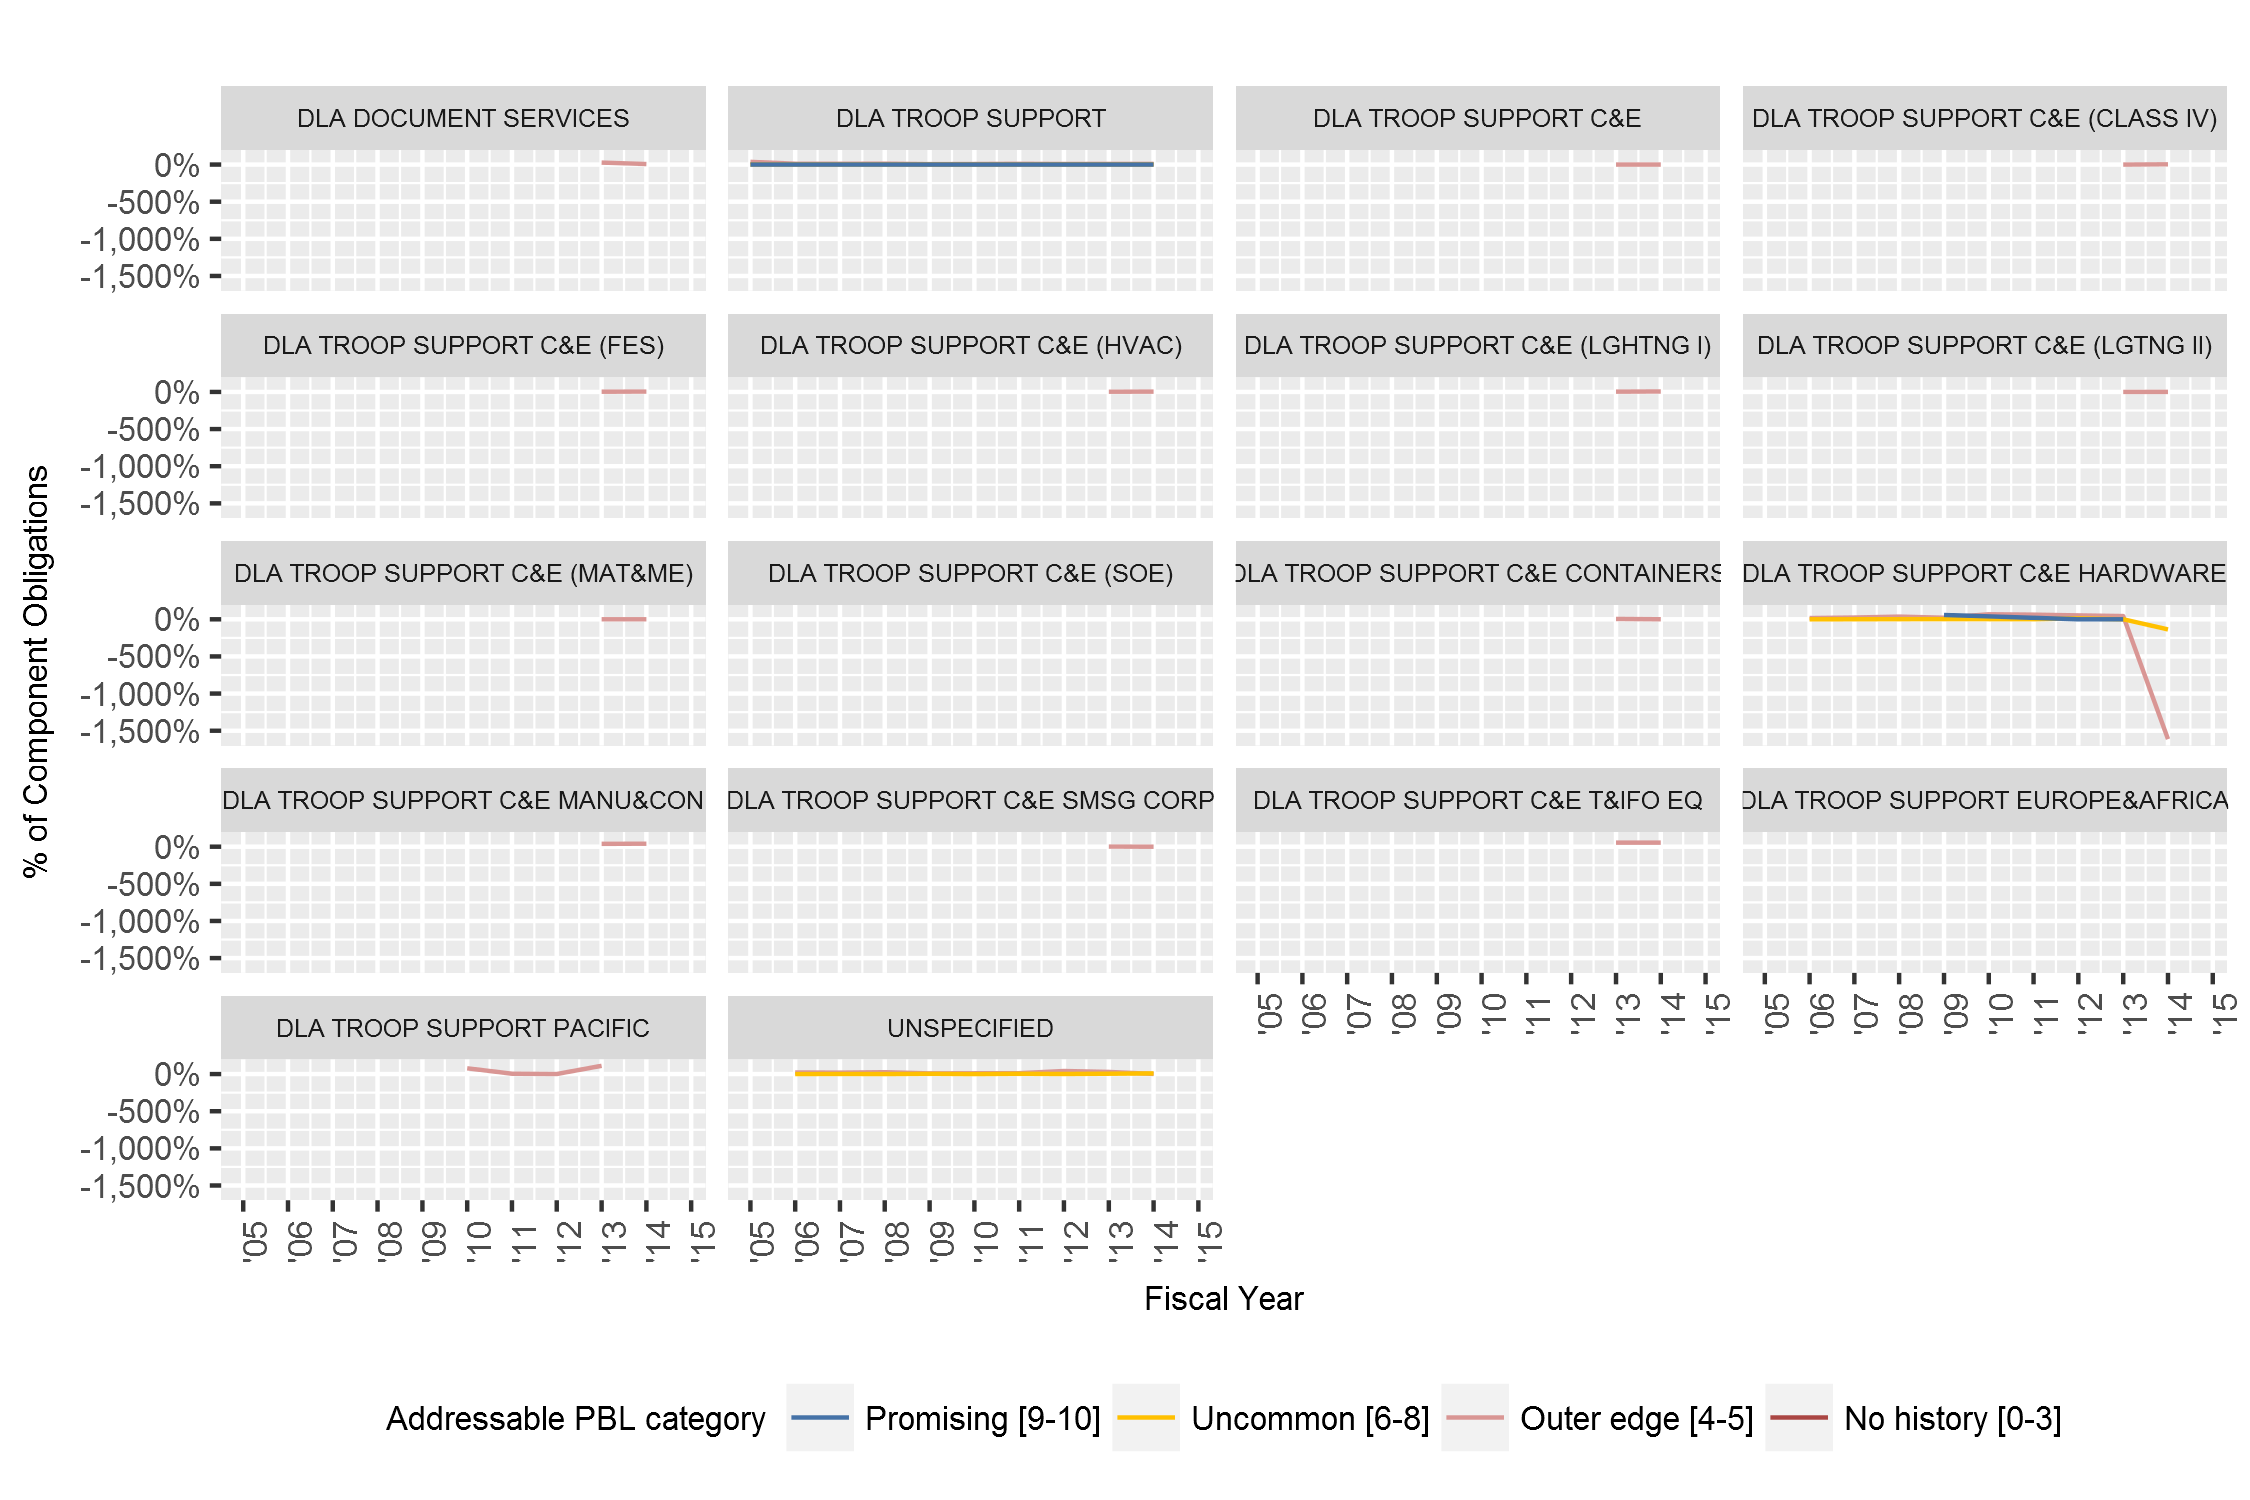 DLA DOCUMENT SERVICES
DLA TROOP SUPPORT
DLA TROOP SUPPORT C&E
DLA TROOP SUPPORT C&E (CLASS IV)
0%
-500%
-1,000%
-1,500%
DLA TROOP SUPPORT C&E (FES)
DLA TROOP SUPPORT C&E (HVAC)
DLA TROOP SUPPORT C&E (LGHTNG I)
DLA TROOP SUPPORT C&E (LGTNG II)
0%
-500%
-1,000%
-1,500%
DLA TROOP SUPPORT C&E (MAT&ME)
DLA TROOP SUPPORT C&E (SOE)
DLA TROOP SUPPORT C&E CONTAINERS
DLA TROOP SUPPORT C&E HARDWARE
0%
-500%
-1,000%
-1,500%
DLA TROOP SUPPORT C&E MANU&CON
DLA TROOP SUPPORT C&E SMSG CORP
DLA TROOP SUPPORT C&E T&IFO EQ
DLA TROOP SUPPORT EUROPE&AFRICA
0%
-500%
-1,000%
-1,500%
'05 '06 '07 '08 '09 '10 '11 '12 '13 '14 '15
'05 '06 '07 '08 '09 '10 '11 '12 '13 '14 '15
DLA TROOP SUPPORT PACIFIC
UNSPECIFIED
0%
-500%
-1,000%
-1,500%
'05 '06 '07 '08 '09 '10 '11 '12 '13 '14 '15
'05 '06 '07 '08 '09 '10 '11 '12 '13 '14 '15
% of Component Obligations
Fiscal Year
Addressable PBL category Promising [9-10] Uncommon [6-8] Outer edge [4-5] No history [0-3]